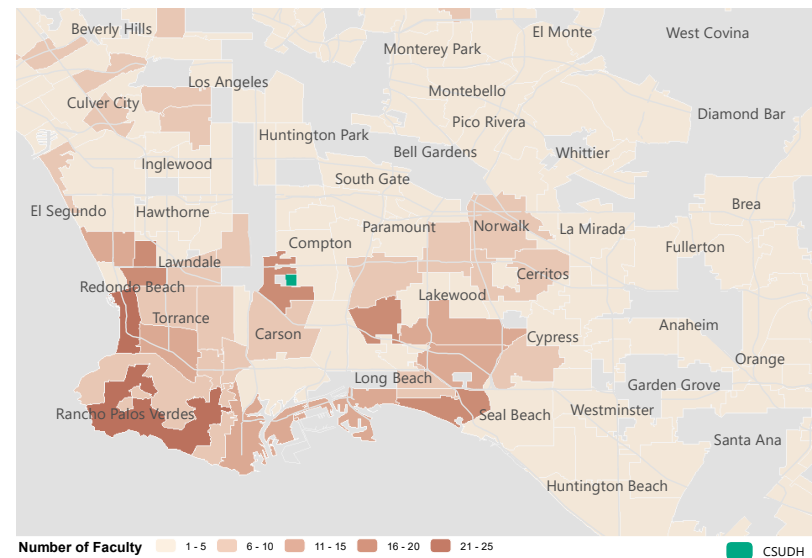 Beverly Hills
El Monte
West Covina
Monterey Park
Los Angeles
Culver City
Montebello
Diamond Bar
Pico Rivera
Huntington Park
Bell Gardens
Whittier
Inglewood
South Gate
Brea
El Segundo
Hawthorne
Paramount
Norwalk
La Mirada
Compton
Fullerton
Lawndale
Cerritos
Redondo Beach
Lakewood
Torrance
Anaheim
Carson
Cypress
Orange
Long Beach
Garden Grove
Rancho Palos Verdes
Seal Beach
Westminster
Santa Ana
Huntington Beach
Number of Faculty 1 - 5 6 - 10 11 - 15 16 - 20 21 - 25 CSUDH